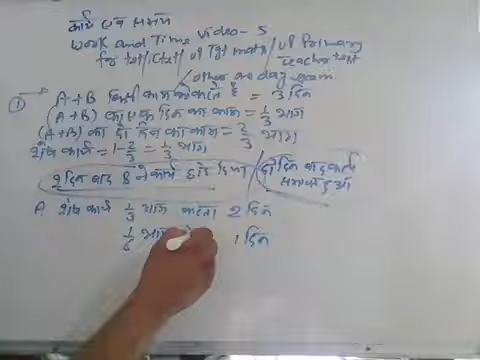 कार्य एवं समय
Work and Time Video-5
for tet/Ctet/up Tgt math/up Primary Teacher test
/other one day exam.
① → A+B किसी काम को करते हैं = 3 दिन
(A+B) का एक दिन का काम = 1/3 भाग
(A+B) का दो दिन का काम = 2/3 भाग
शेष कार्य = 1-2/3 = 1/3 भाग
2 दिन बाद B ने कार्य छोड़ दिया / दो दिन बाद कार्य समाप्त हुआ
A शेष कार्य 1/3 भाग करता 2 दिन
भाग 1 दिन